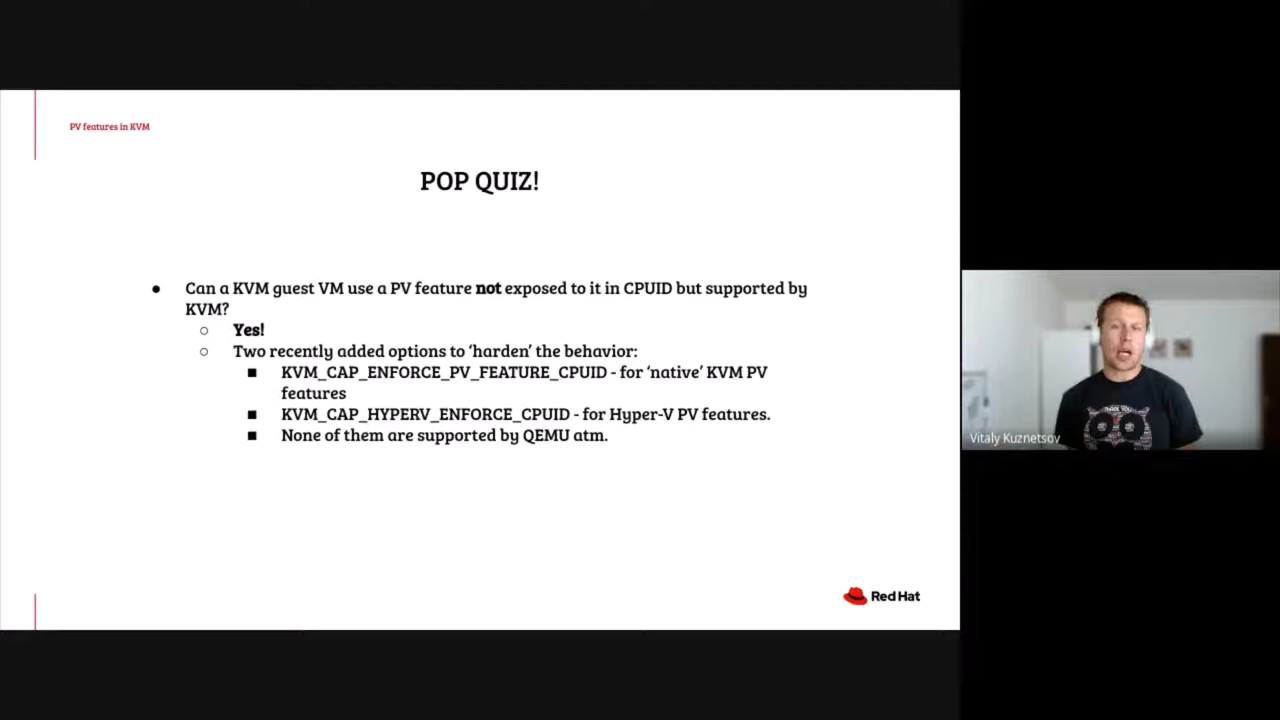 PV features in KVM
POP QUIZ!
● Can a KVM guest VM use a PV feature not exposed to it in CPUID but supported by
KVM?
○ Yes!
○ Two recently added options to ‘harden’ the behavior:
■ KVM_CAP_ENFORCE_PV_FEATURE_CPUID - for ‘native’ KVM PV
features
■ KVM_CAP_HYPERV_ENFORCE_CPUID - for Hyper-V PV features.
■ None of them are supported by QEMU atm.
Red Hat
THANK YOU
Vitaly Kuznetsov